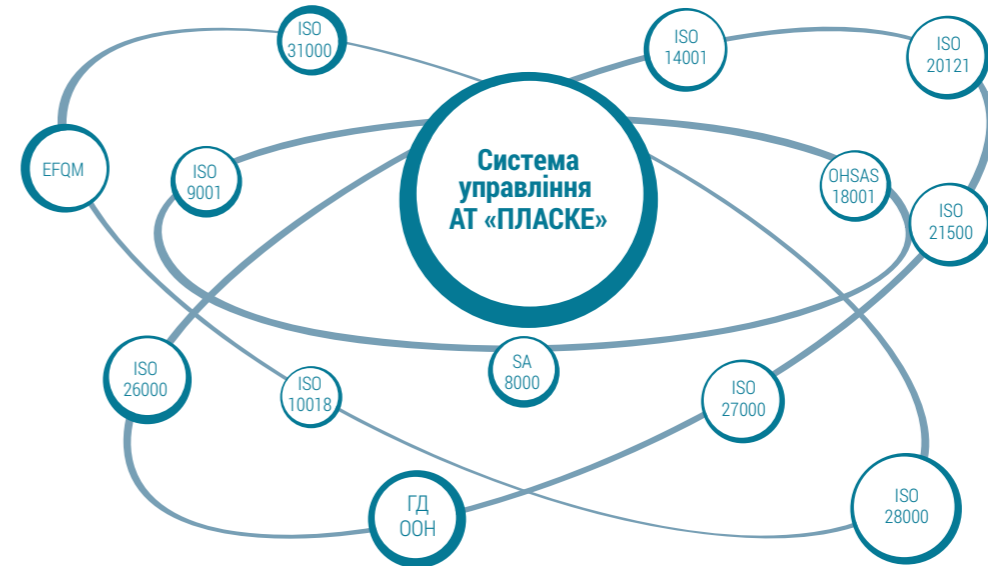 ISO
31000
ISO
14001
ISO
20121
EFQM
ISO
9001
Система
управління
АТ «ПЛАСКЕ»
OHSAS
18001
ISO
21500
ISO
26000
ISO
10018
SA
8000
ISO
27000
ГД
ООН
ISO
28000